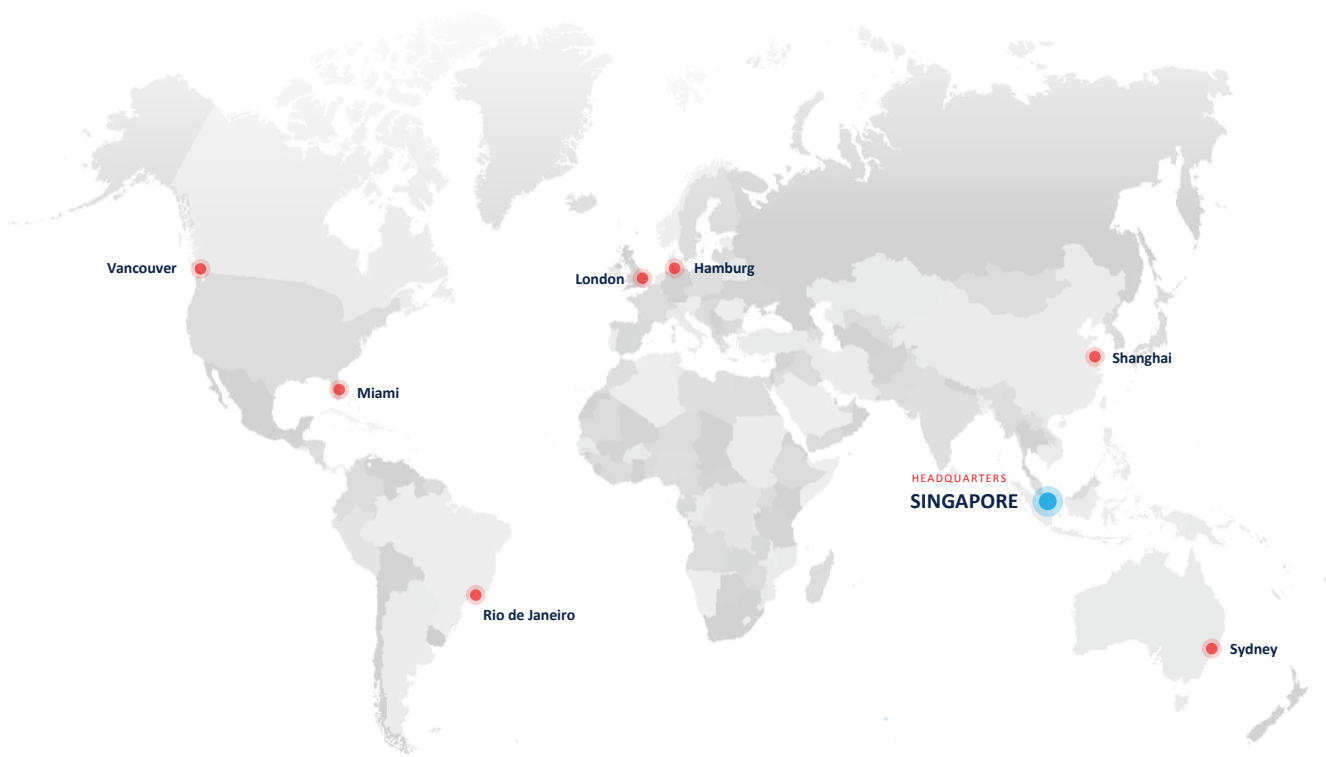 Vancouver
London
Hamburg
Shanghai
Miami
HEADQUARTERS
SINGAPORE
Rio de Janeiro
Sydney